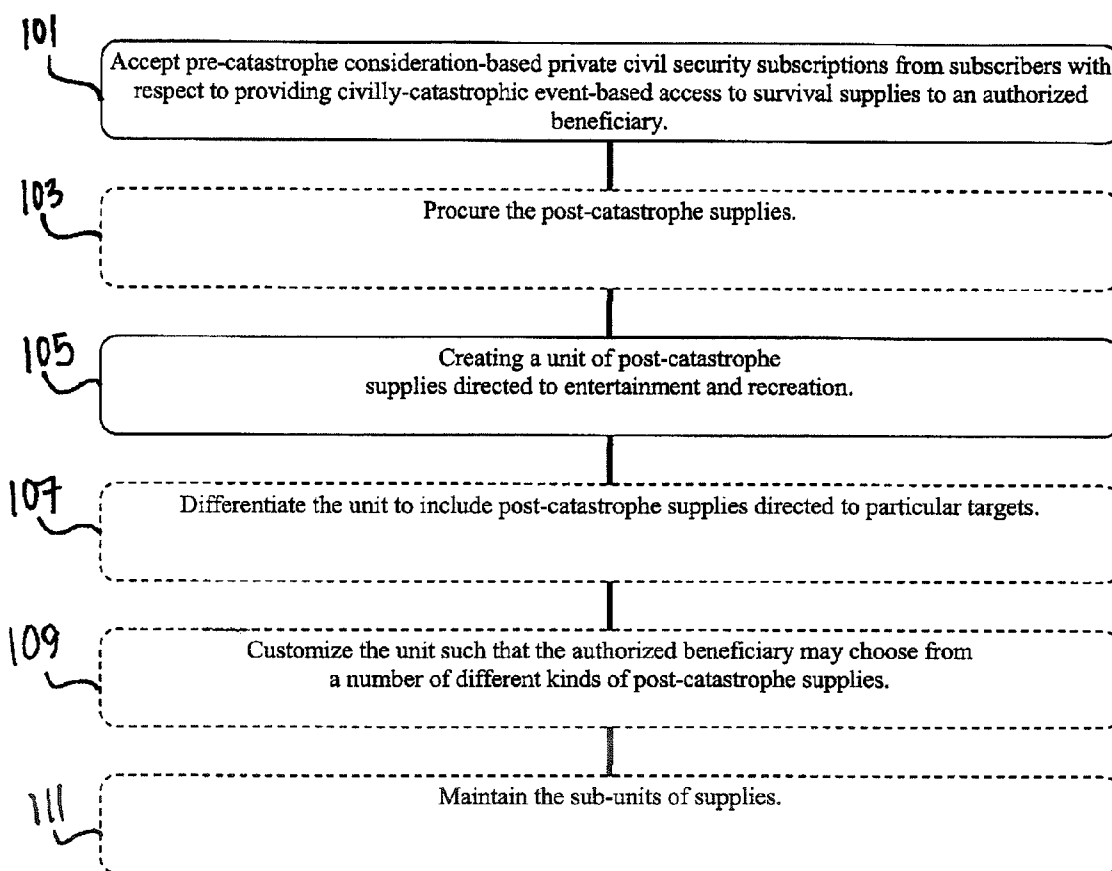 101
Accept pre-catastrophe consideration-based private civil security subscriptions from subscribers with
respect to providing civilly-catastrophic event-based access to survival supplies to an authorized
beneficiary.
103
Procure the post-catastrophe supplies.
105
Creating a unit of post-catastrophe
supplies directed to entertainment and recreation.
107
Differentiate the unit to include post-catastrophe supplies directed to particular targets.
109
Customize the unit such that the authorized beneficiary may choose from
a number of different kinds of post-catastrophe supplies.
111
Maintain the sub-units of supplies.